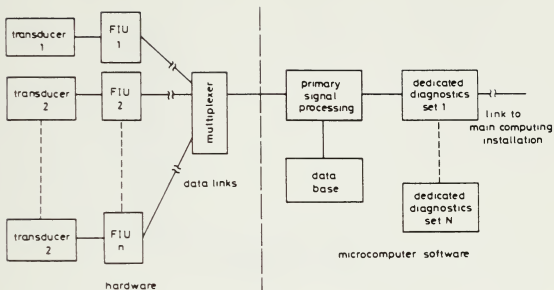 transducer
1
FIU
1
transducer
2
FIU
2
transducer
2
FIU
n
multiplexer
data links
hardware
primary
signal
processing
data
base
dedicated
diagnostics
set 1
link to
main computing
installation
dedicated
diagnostics
set N
microcomputer software